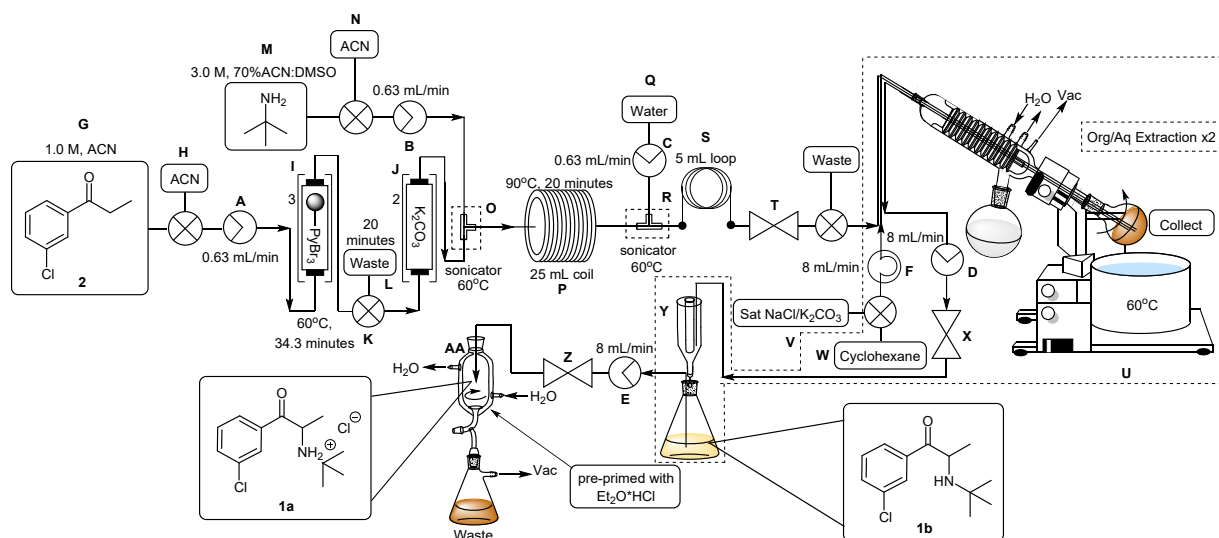 N
ACN
M
3.0 M, 70%ACN:DMSO
NH2
0.63 mL/min
B
G
1.0 M, ACN
O
Cl
2
H
ACN
A
0.63 mL/min
I
3
PyBr3
60°C,
34.3 minutes
20
minutes
Waste
L
K
J
2
K2CO3
O
sonicator
60°C
90°C, 20 minutes
25 mL coil
P
Q
Water
C
0.63 mL/min
R
sonicator
60°C
S
5 mL loop
T
Waste
H2O
Vac
Org/Aq Extraction x2
Collect
60°C
U
8 mL/min
8 mL/min
F
D
X
Sat NaCl/K2CO3
V
W
Cyclohexane
Y
8 mL/min
E
Z
AA
H2O
H2O
Vac
Waste
pre-primed with
Et2O*HCl
O
Cl ⊖
⊕
NH2
Cl
1a
O
HN
Cl
1b